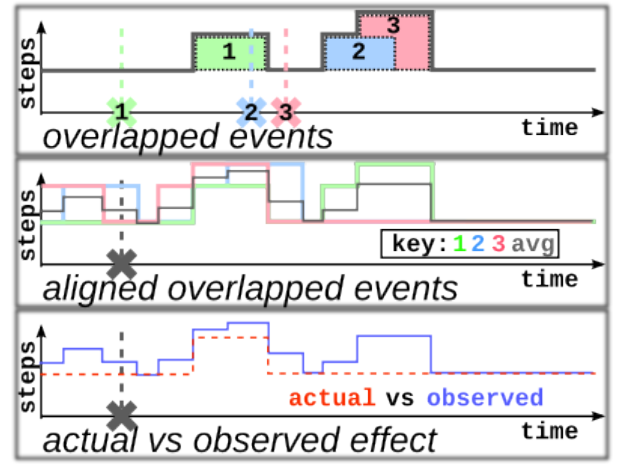 steps
1
2
3
1
2
3
time
overlapped events
steps
key: 1 2 3 avg
time
aligned overlapped events
steps
actual vs observed
time
actual vs observed effect